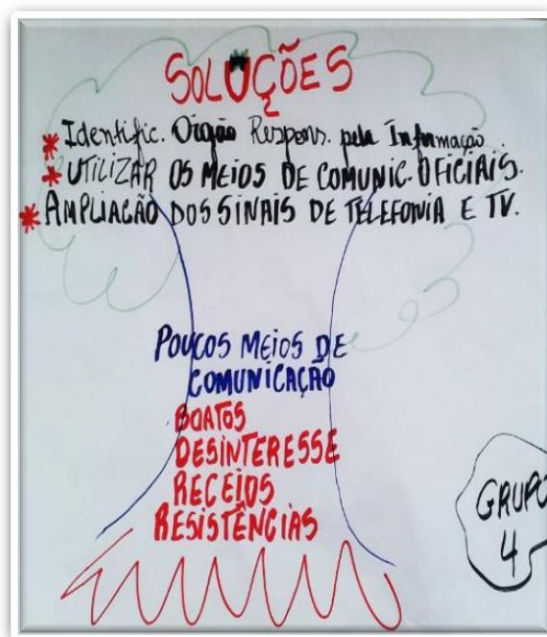 SOLUÇÕES
* Identific. Orgão Respons. pela Informação.
* UTILIZAR OS MEIOS DE COMUNIC. OFICIAIS.
* AMPLIAÇÃO DOS SINAIS DE TELEFONIA E TV.
POUCOS MEIOS DE
COMUNICAÇÃO
BOATOS
DESINTERESSE
RECEIOS
RESISTÊNCIAS
GRUPO
4